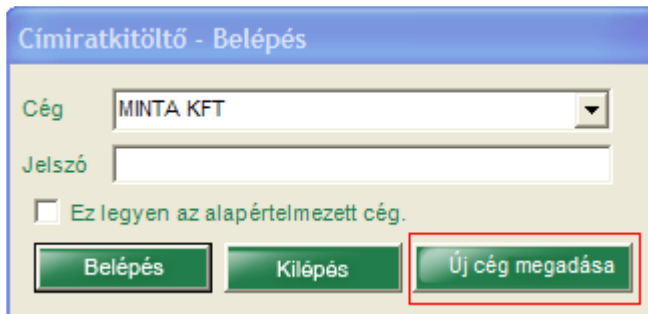 Címiratkitöltő - Belépés
Cég MINTA KFT
Jelszó
Ez legyen az alapértelmezett cég.
Belépés Kilépés Új cég megadása